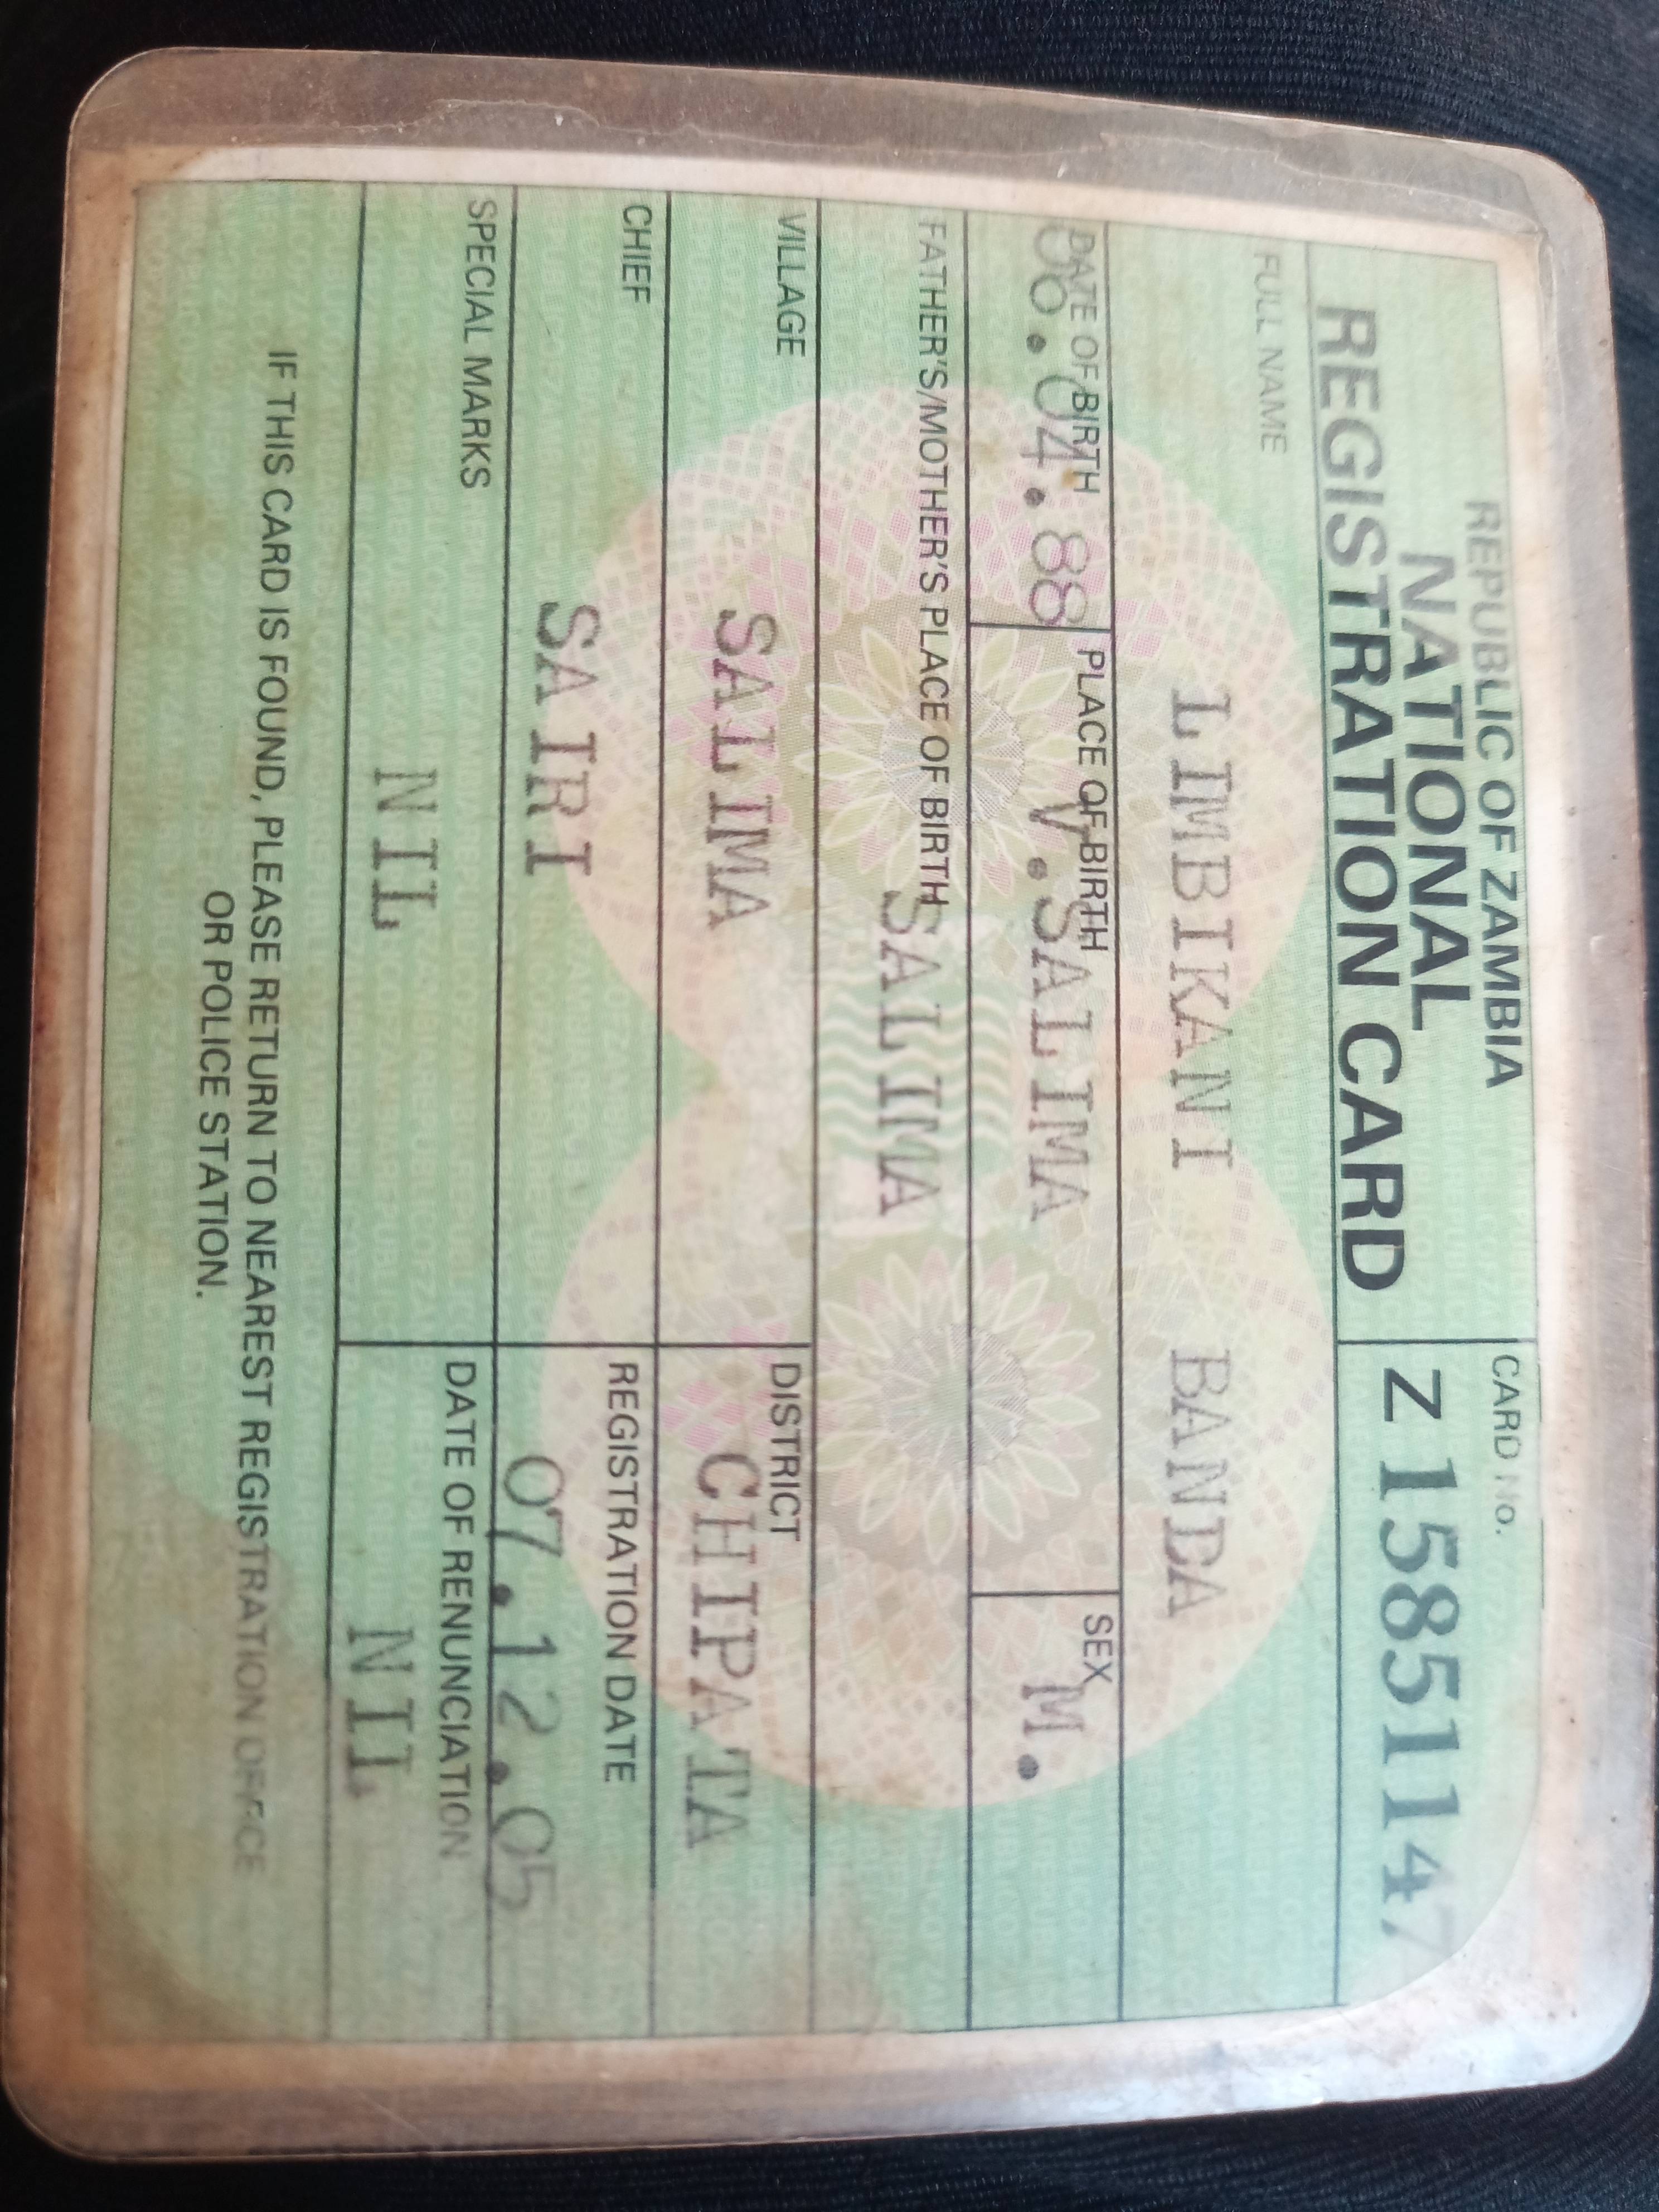 REPUBLIC OF ZAMBIA
NATIONAL
REGISTRATION CARD
CARD No.
Z 15851147
FULL NAME
LIMBIKANI BANDA
DATE OF BIRTH
06.04.88
PLACE OF BIRTH
V.SALIMA
SEX
M.
FATHER'S/MOTHER'S PLACE OF BIRTH
SALIMA
VILLAGE
SALIMA
DISTRICT
CHIPATA
CHIEF
SAIRI
REGISTRATION DATE
07.12.05
SPECIAL MARKS
NIL
DATE OF RENUNCIATION
NIL
IF THIS CARD IS FOUND, PLEASE RETURN TO NEAREST REGISTRATION OFFICE
OR POLICE STATION.